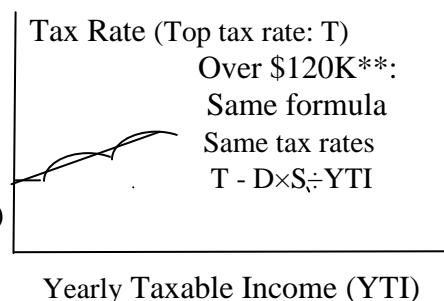 Tax Rate (Top tax rate: T)
Over $120K**:
Same formula
Same tax rates
T - D×S÷YTI
)
Yearly Taxable Income (YTI)